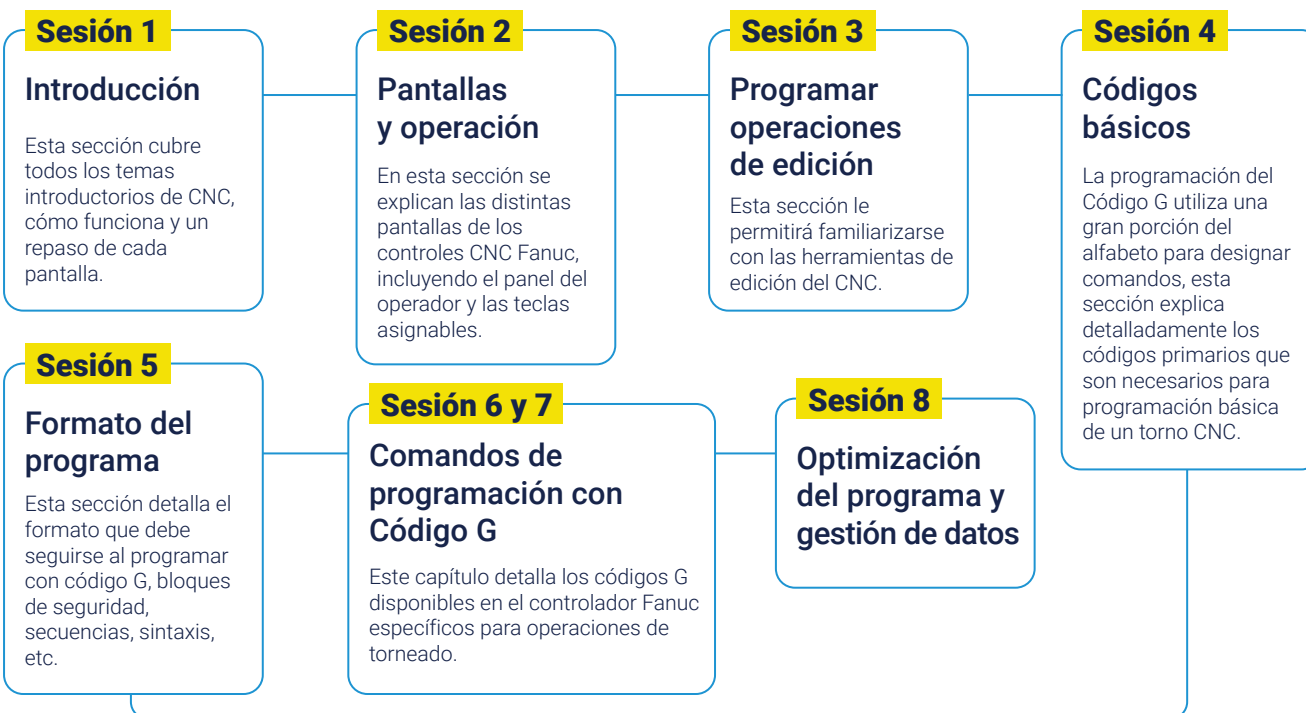 Sesión 1
Introducción
Esta sección cubre
todos los temas
introductorios de CNC,
cómo funciona y un
repaso de cada
pantalla.
Sesión 2
Pantallas
y operación
En esta sección se
explican las distintas
pantallas de los
controles CNC Fanuc,
incluyendo el panel del
operador y las teclas
asignables.
Sesión 3
Programar
operaciones
de edición
Esta sección le
permitirá familiarizarse
con las herramientas de
edición del CNC.
Sesión 4
Códigos
básicos
La programación del
Código G utiliza una
gran porción del
alfabeto para designar
comandos, esta
sección explica
detalladamente los
códigos primarios que
son necesarios para
programación básica
de un torno CNC.
Sesión 5
Formato del
programa
Esta sección detalla el
formato que debe
seguirse al programar
con código G, bloques
de seguridad,
secuencias, sintaxis,
etc.
Sesión 6 y 7
Comandos de
programación con
Código G
Este capítulo detalla los códigos G
disponibles en el controlador Fanuc
específicos para operaciones de
torneado.
Sesión 8
Optimización
del programa y
gestión de datos